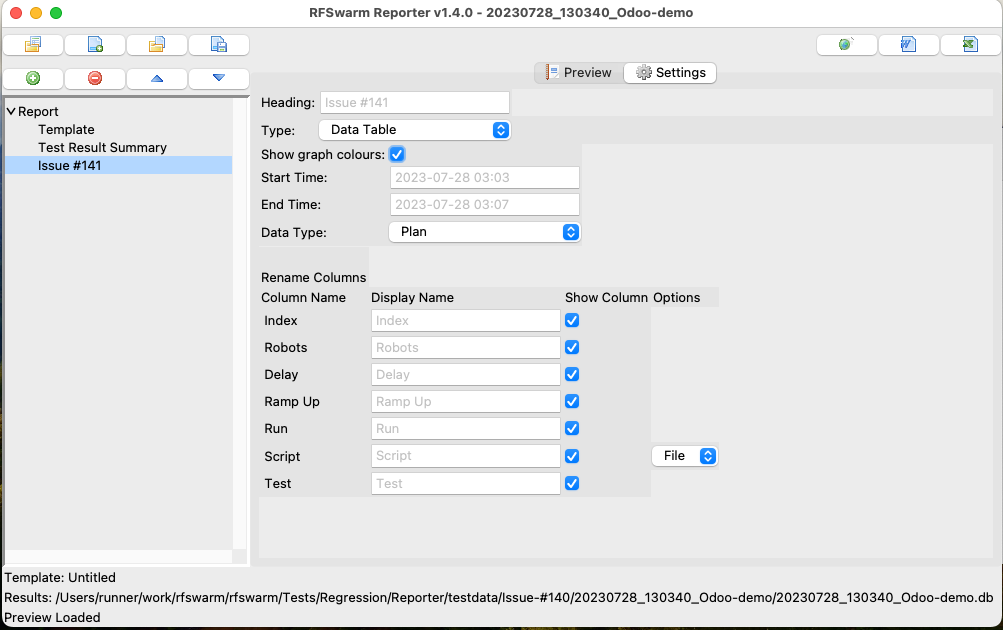 RFSwarm Reporter v1.4.0 - 20230728_130340_Odoo-demo
Preview
Settings
Report
Template
Test Result Summary
Issue #141
Heading: Issue #141
Type: Data Table
Show graph colours:
Start Time: 2023-07-28 03:03
End Time: 2023-07-28 03:07
Data Type: Plan
Rename Columns
Column Name Display Name Show Column Options
Index Index
Robots Robots
Delay Delay
Ramp Up Ramp Up
Run Run
Script Script File
Test Test
Template: Untitled
Results: /Users/runner/work/rfswarm/rfswarm/Tests/Regression/Reporter/testdata/Issue-#140/20230728_130340_Odoo-demo/20230728_130340_Odoo-demo.db
Preview Loaded